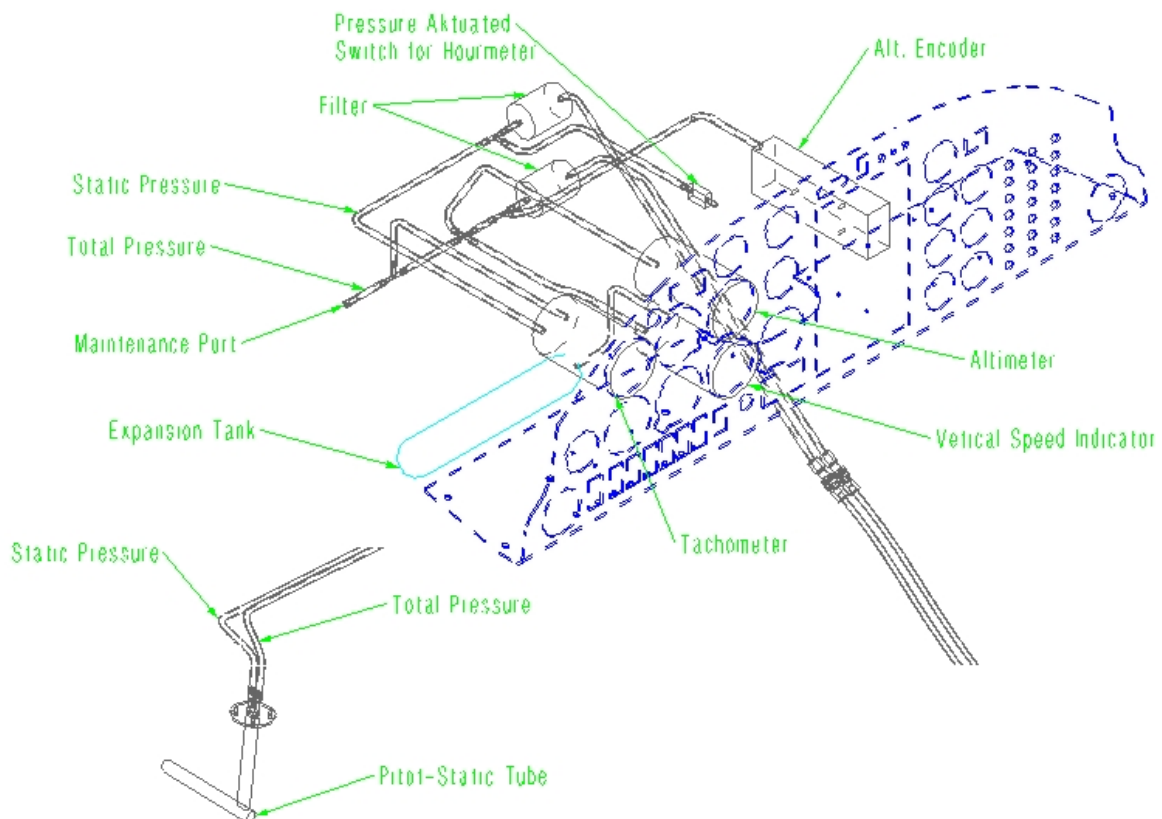 Pressure Aktuated
Switch for Hourmeter
Alt. Encoder
Filter
Static Pressure
Total Pressure
Maintenance Port
Altimeter
Expansion Tank
Vetical Speed Indicator
Tachometer
Static Pressure
Total Pressure
Pitot-Static Tube